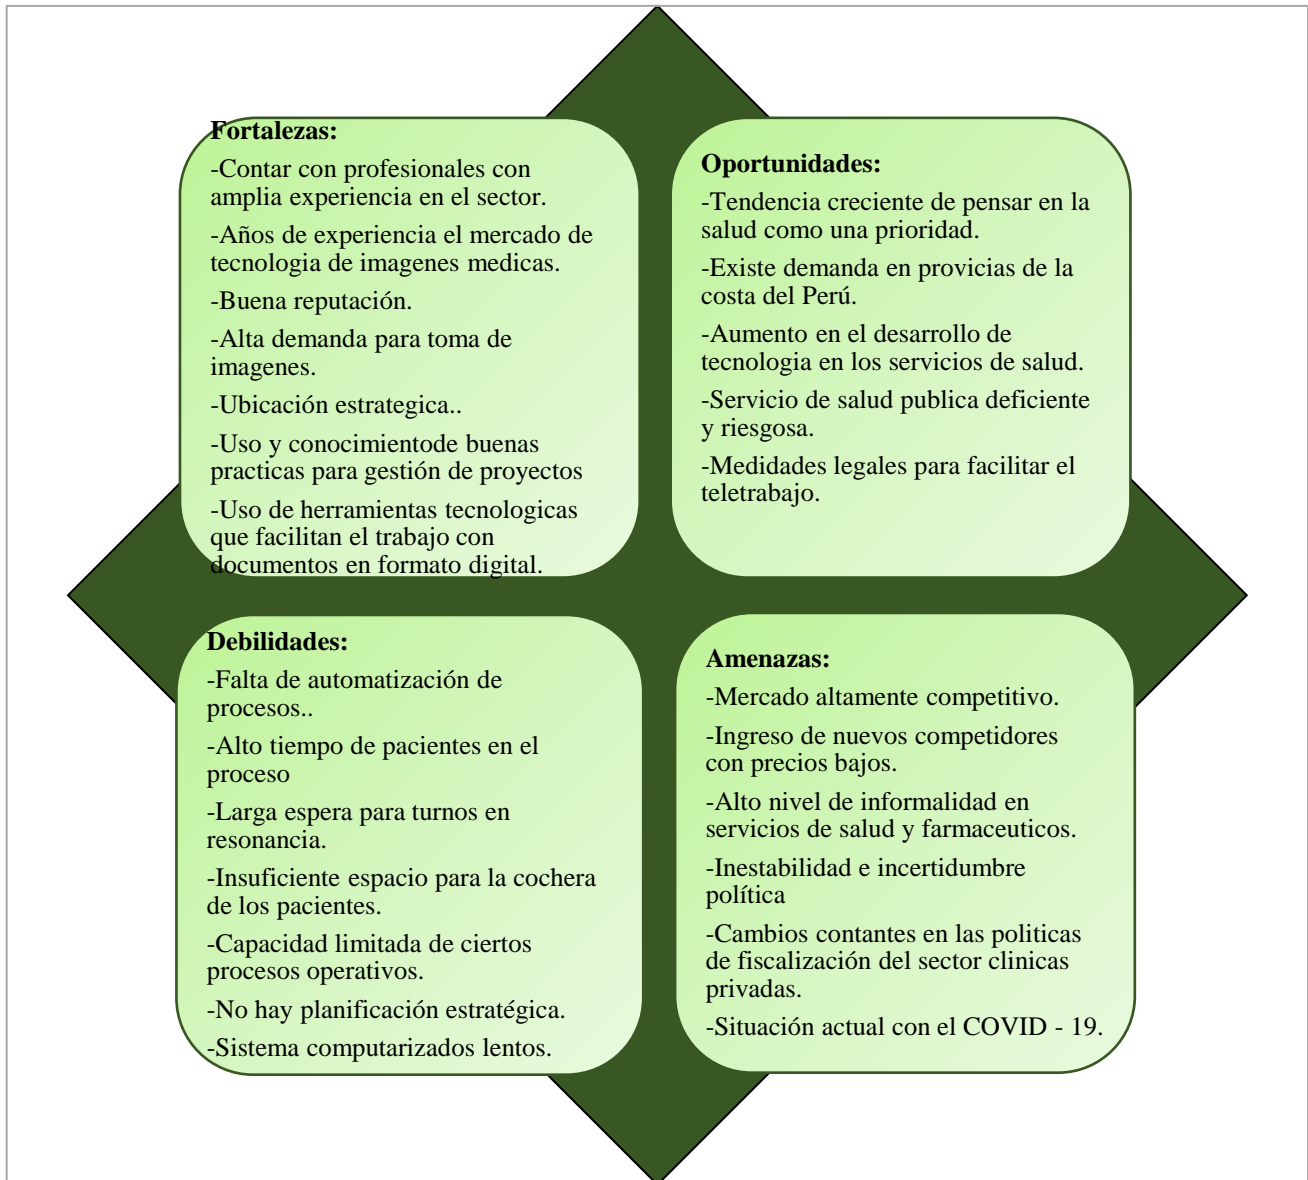 Fortalezas:
-Contar con profesionales con
amplia experiencia en el sector.
-Años de experiencia el mercado de
tecnologia de imagenes medicas.
-Buena reputación.
-Alta demanda para toma de
imagenes.
-Ubicación estrategica..
-Uso y conocimientode buenas
practicas para gestión de proyectos
-Uso de herramientas tecnologicas
que facilitan el trabajo con
documentos en formato digital.
Oportunidades:
-Tendencia creciente de pensar en la
salud como una prioridad.
-Existe demanda en provicias de la
costa del Perú.
-Aumento en el desarrollo de
tecnologia en los servicios de salud.
-Servicio de salud publica deficiente
y riesgosa.
-Medidades legales para facilitar el
teletrabajo.
Debilidades:
-Falta de automatización de
procesos..
-Alto tiempo de pacientes en el
proceso
-Larga espera para turnos en
resonancia.
-Insuficiente espacio para la cochera
de los pacientes.
-Capacidad limitada de ciertos
procesos operativos.
-No hay planificación estratégica.
-Sistema computarizados lentos.
Amenazas:
-Mercado altamente competitivo.
-Ingreso de nuevos competidores
con precios bajos.
-Alto nivel de informalidad en
servicios de salud y farmaceuticos.
-Inestabilidad e incertidumbre
política
-Cambios contantes en las politicas
de fiscalización del sector clinicas
privadas.
-Situación actual con el COVID - 19.